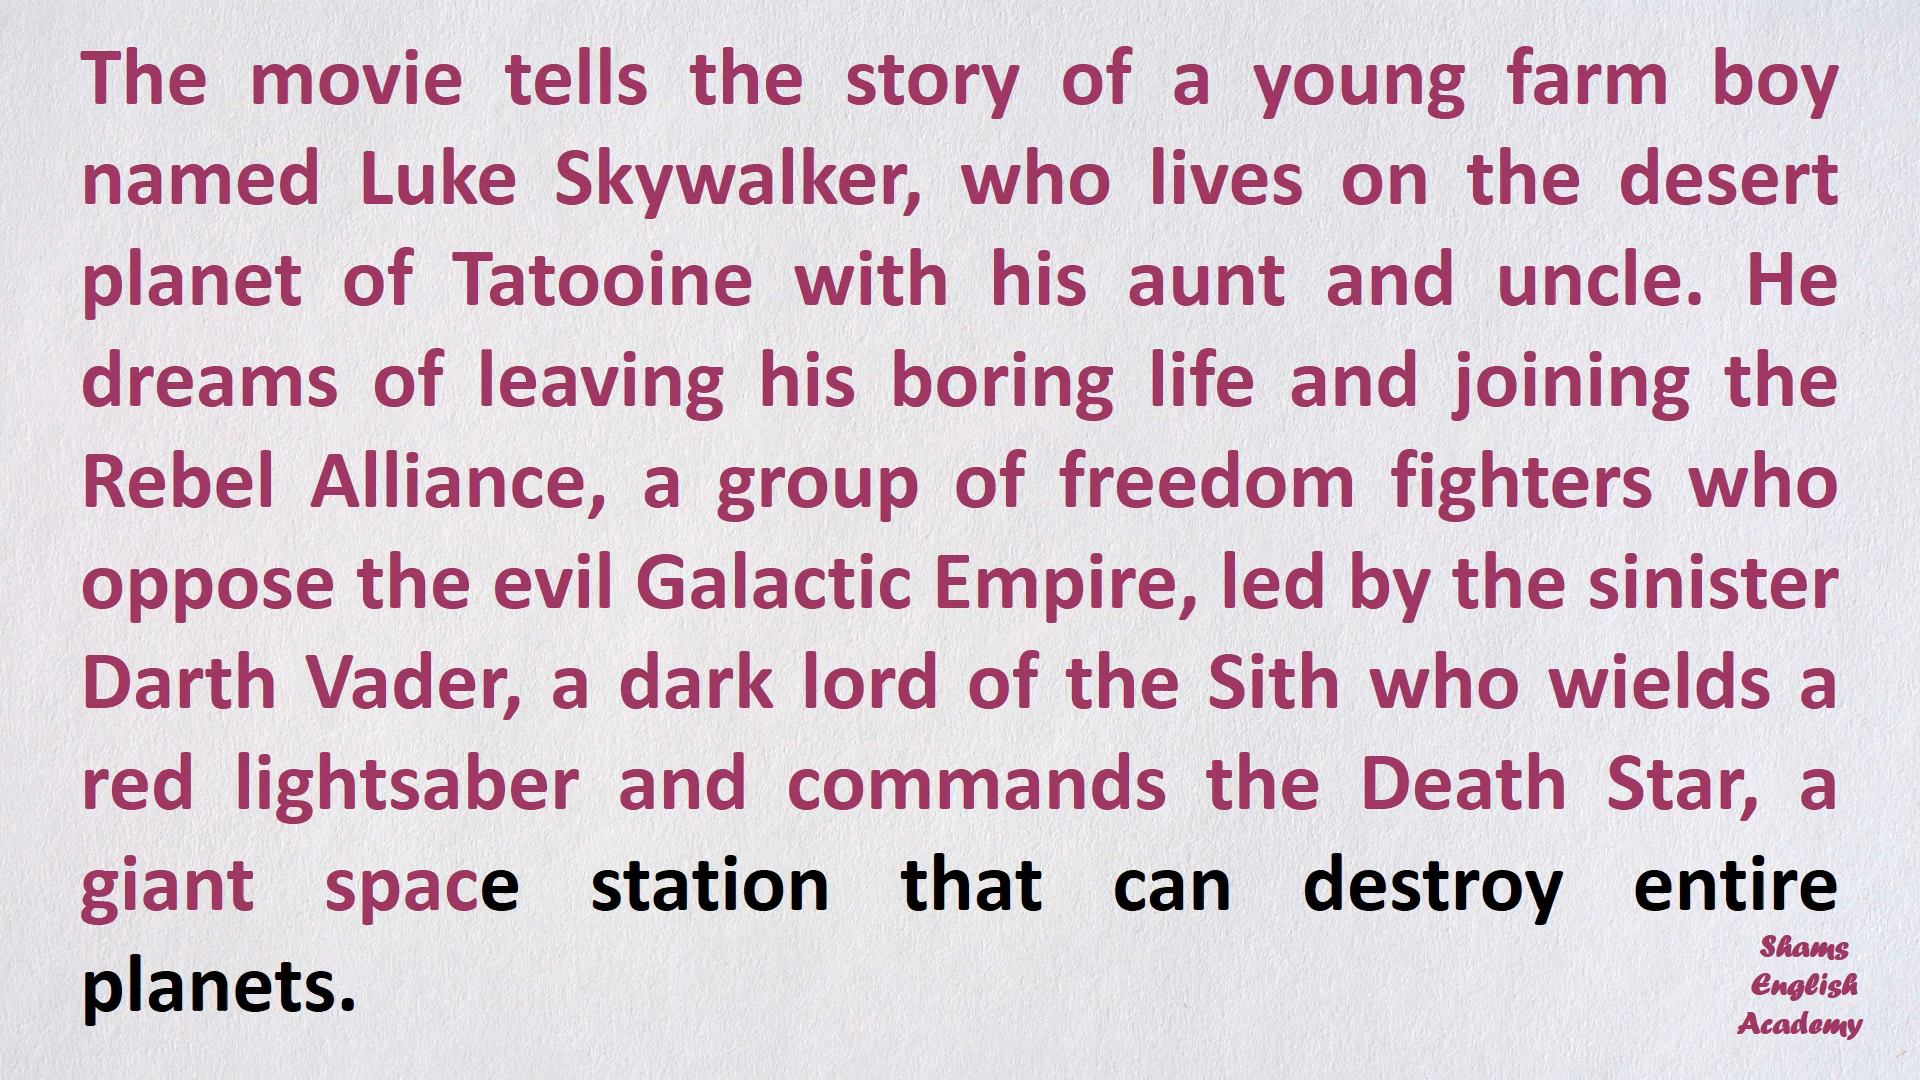 The movie tells the story of a young farm boy
named Luke Skywalker, who lives on the desert
planet of Tatooine with his aunt and uncle. He
dreams of leaving his boring life and joining the
Rebel Alliance, a group of freedom fighters who
oppose the evil Galactic Empire, led by the sinister
Darth Vader, a dark lord of the Sith who wields a
red lightsaber and commands the Death Star, a
giant space station that can destroy entire
planets.
Shams
English
Academy